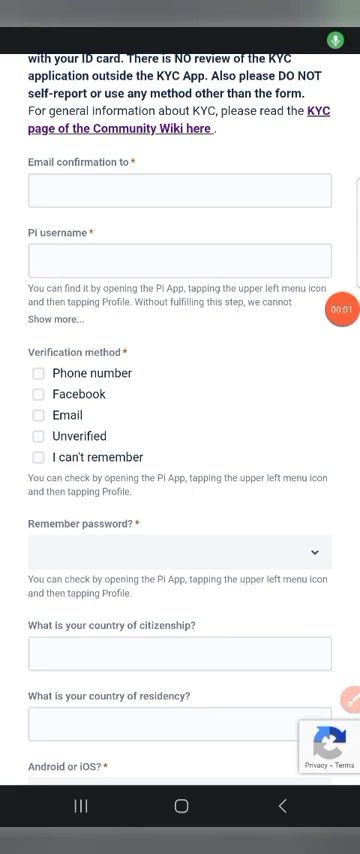 with your ID card. There is NO review of the KYC
application outside the KYC App. Also please DO NOT
self-report or use any method other than the form.
For general information about KYC, please read the KYC
page of the Community Wiki here .
Email confirmation to *
Pi username *
You can find it by opening the Pi App, tapping the upper left menu icon
and then tapping Profile. Without fulfilling this step, we cannot
Show more...
00:01
Verification method *
Phone number
Facebook
Email
Unverified
I can't remember
You can check by opening the Pi App, tapping the upper left menu icon
and then tapping Profile.
Remember password? *
You can check by opening the Pi App, tapping the upper left menu icon
and then tapping Profile.
What is your country of citizenship?
What is your country of residency?
Privacy - Terms
Android or iOS? *